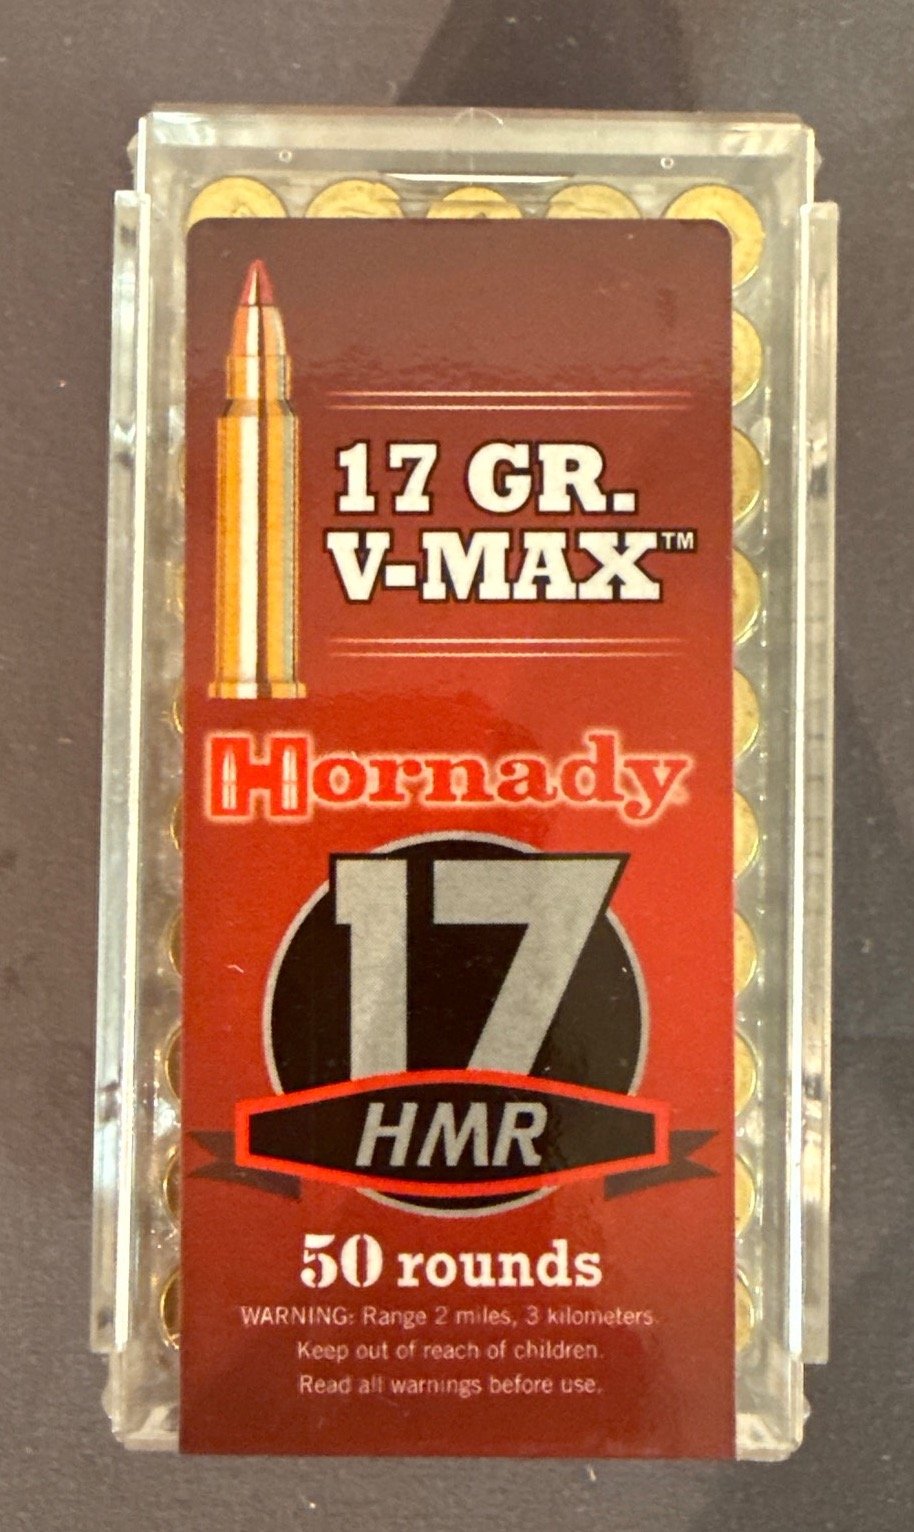 17 GR.
V-MAX™
Hornady
17
HMR
50 rounds
WARNING: Range 2 miles, 3 kilometers.
Keep out of reach of children.
Read all warnings before use.